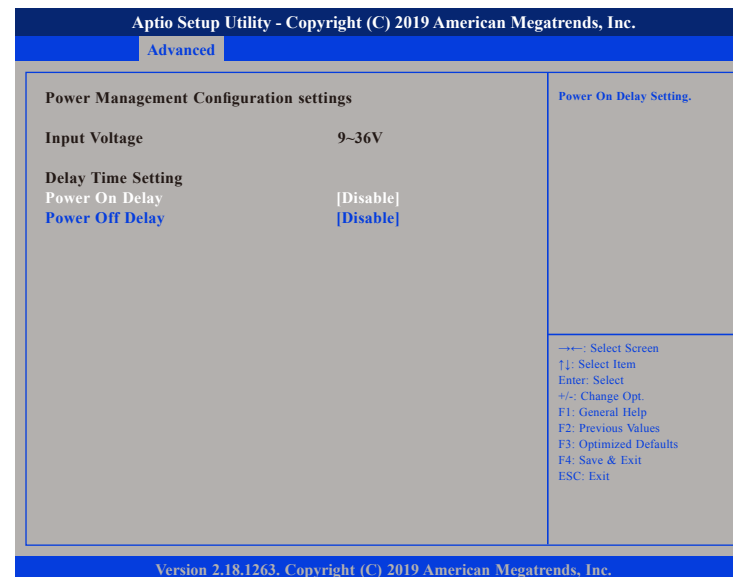 Aptio Setup Utility - Copyright (C) 2019 American Megatrends, Inc.
Advanced
Power Management Configuration settings
Input Voltage 9~36V
Delay Time Setting
Power On Delay [Disable]
Power Off Delay [Disable]
Power On Delay Setting.
→←: Select Screen
↑↓: Select Item
Enter: Select
+/-: Change Opt.
F1: General Help
F2: Previous Values
F3: Optimized Defaults
F4: Save & Exit
ESC: Exit
Version 2.18.1263. Copyright (C) 2019 American Megatrends, Inc.